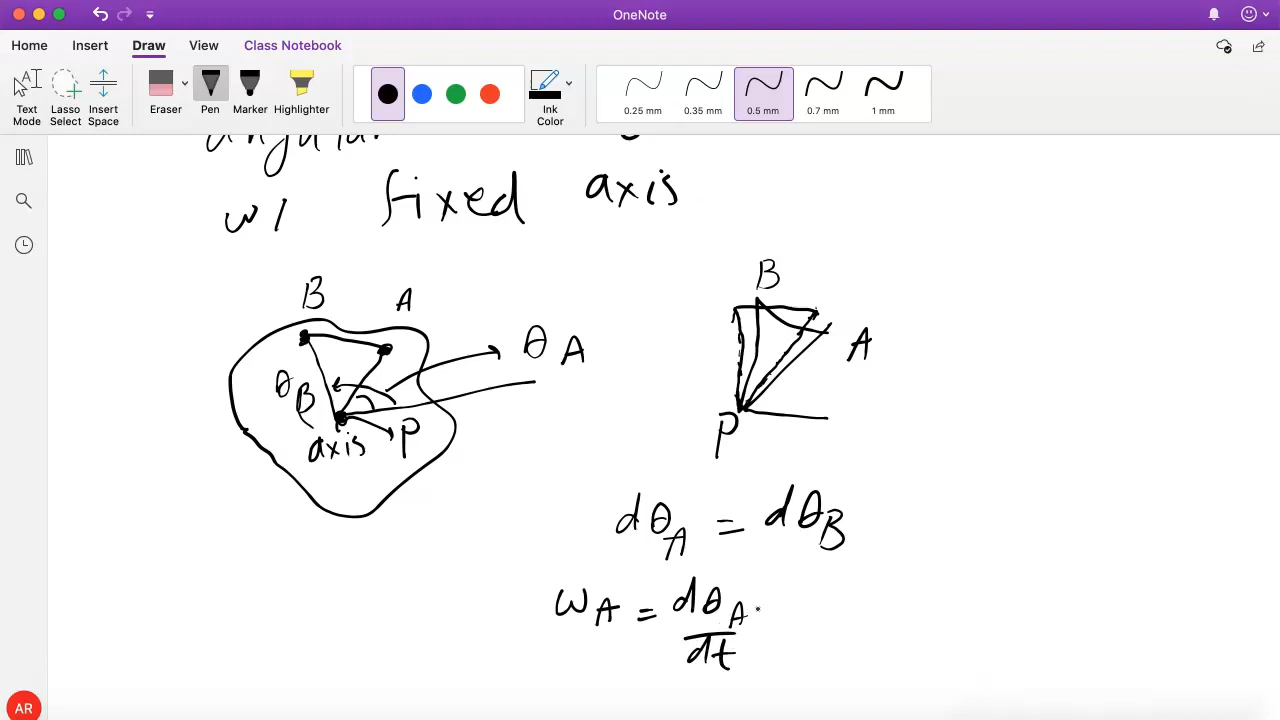 OneNote
Home Insert Draw View Class Notebook
Text Mode Lasso Select Insert Space Eraser Pen Marker Highlighter Ink Color 0.25 mm 0.35 mm 0.5 mm 0.7 mm 1 mm
angular
w/ fixed axis
B A B
θ A A
θB
axis P P
dθA = dθB
ωA = dθA
dt
AR